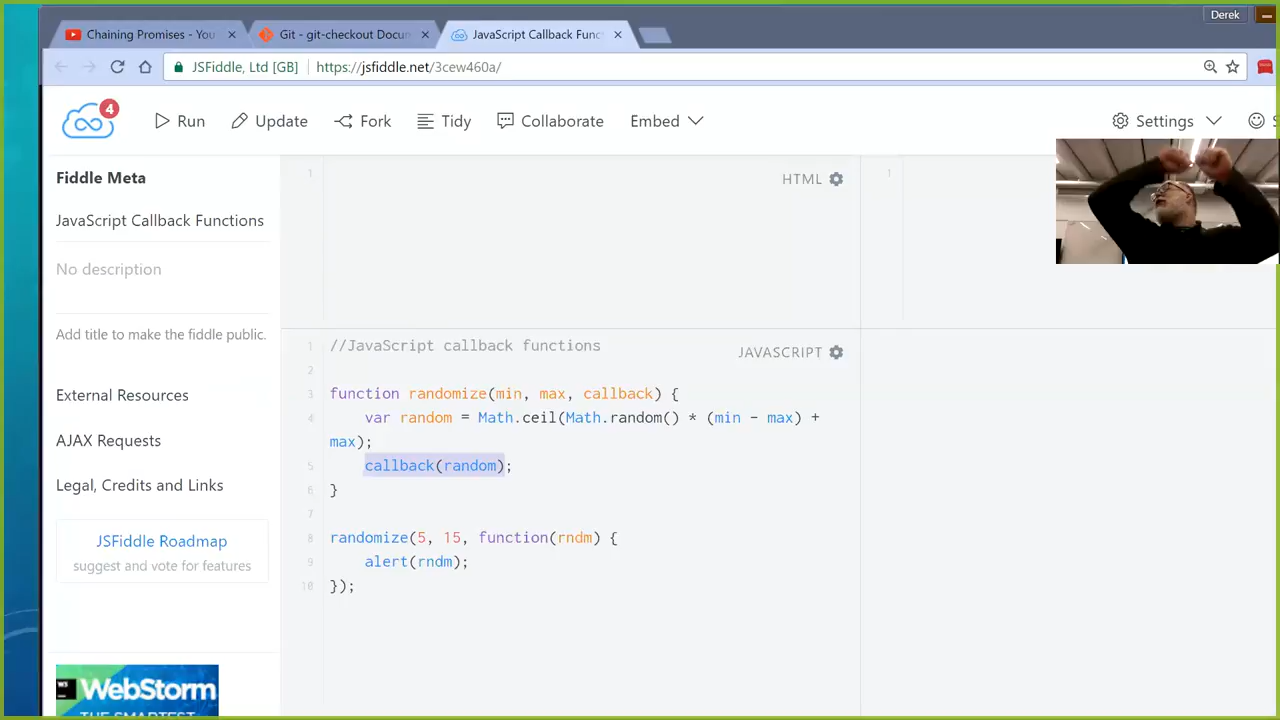 Derek
Chaining Promises - You
Git - git-checkout Docum
JavaScript Callback Func
JSFiddle, Ltd [GB]
https://jsfiddle.net/3cew460a/
4
Run
Update
Fork
Tidy
Collaborate
Embed
Settings
Fiddle Meta
JavaScript Callback Functions
No description
Add title to make the fiddle public.
External Resources
AJAX Requests
Legal, Credits and Links
JSFiddle Roadmap
suggest and vote for features
WebStorm
THE SMARTEST
1
HTML
1
JAVASCRIPT
1 //JavaScript callback functions
2
3 function randomize(min, max, callback) {
4 var random = Math.ceil(Math.random() * (min - max) +
max);
5 callback(random);
6 }
7
8 randomize(5, 15, function(rndm) {
9 alert(rndm);
10 });